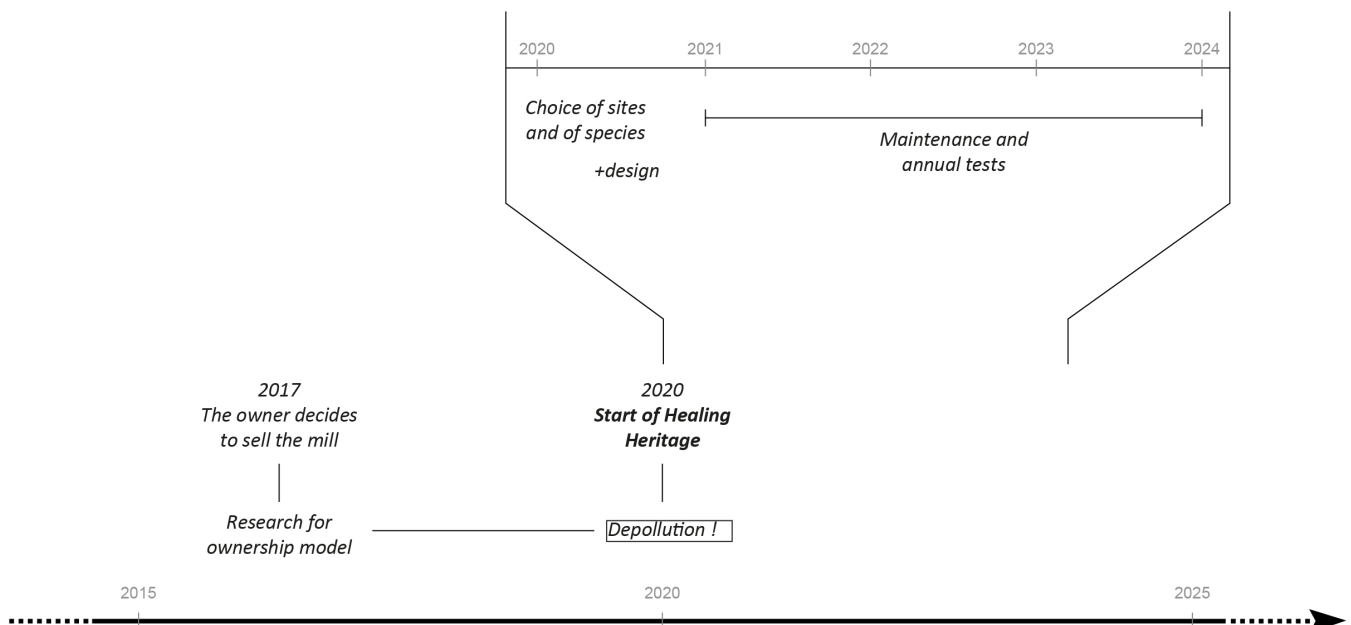 2020 2021 2022 2023 2024
Choice of sites
and of species
+design
Maintenance and
annual tests
2017
The owner decides
to sell the mill
2020
Start of Healing
Heritage
Research for
ownership model
Depollution !
2015 2020 2025